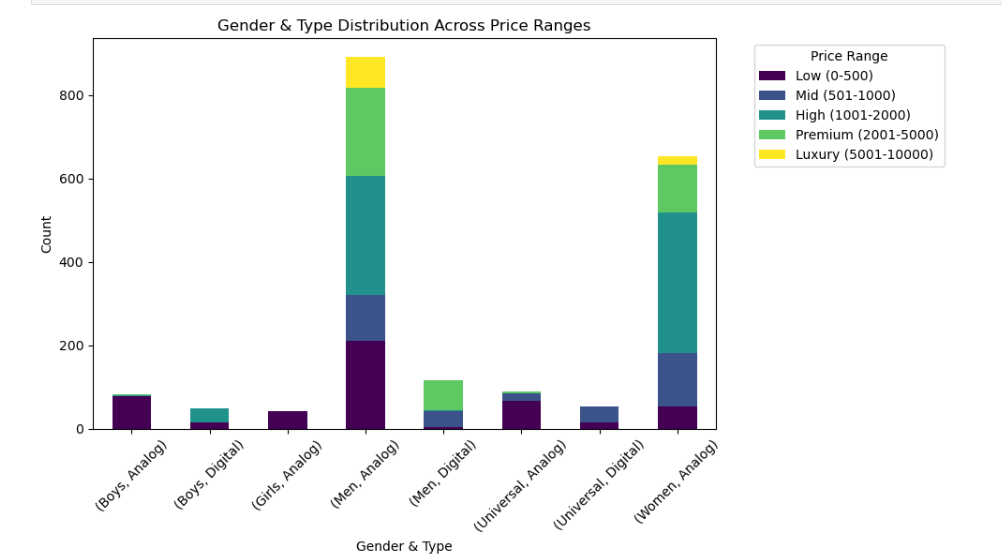 Gender & Type Distribution Across Price Ranges
Price Range
Low (0-500)
Mid (501-1000)
High (1001-2000)
Premium (2001-5000)
Luxury (5001-10000)
800
600
400
200
0
Count
(Boys, Analog)
(Boys, Digital)
(Girls, Analog)
(Men, Analog)
(Men, Digital)
(Universal, Analog)
(Universal, Digital)
(Women, Analog)
Gender & Type